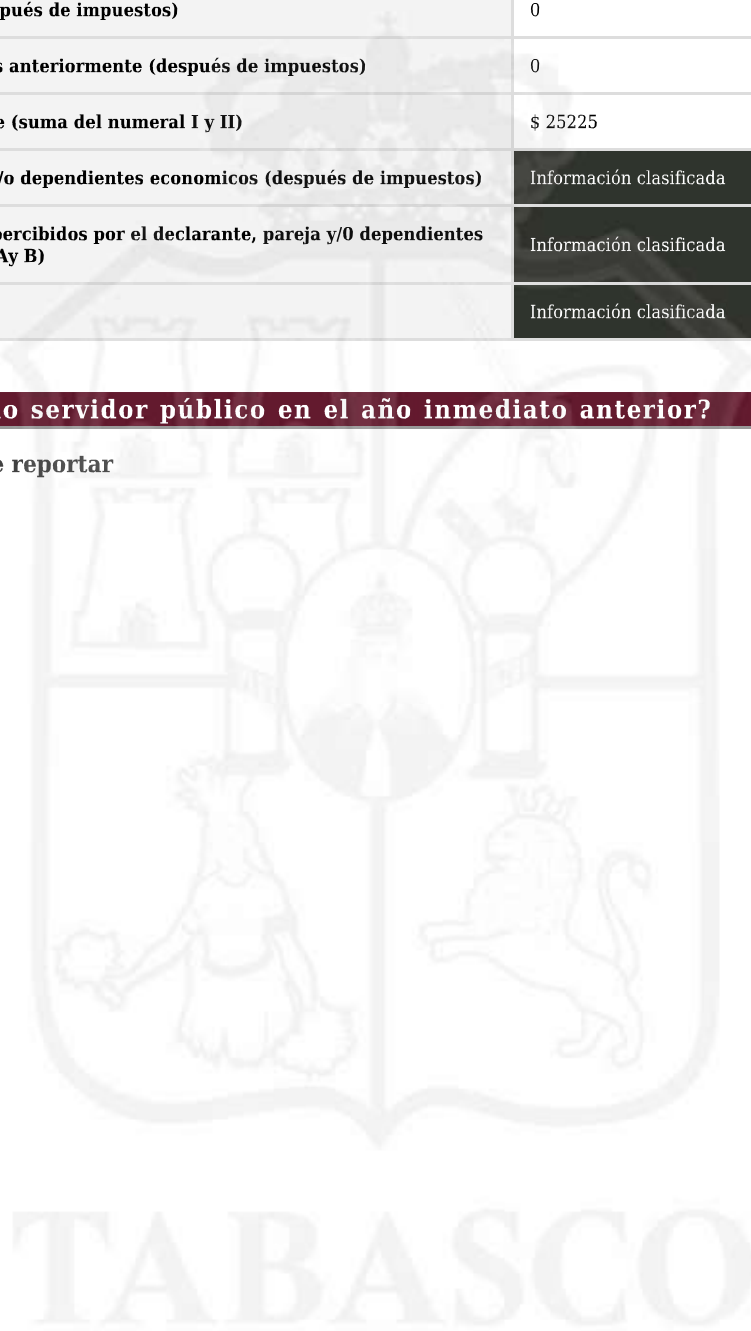 pués de impuestos)
0
s anteriormente (después de impuestos)
0
e (suma del numeral I y II)
$ 25225
/o dependientes economicos (después de impuestos)
Información clasificada
percibidos por el declarante, pareja y/0 dependientes
Ay B)
Información clasificada
Información clasificada
o servidor público en el año inmediato anterior?
e reportar
TABASCO